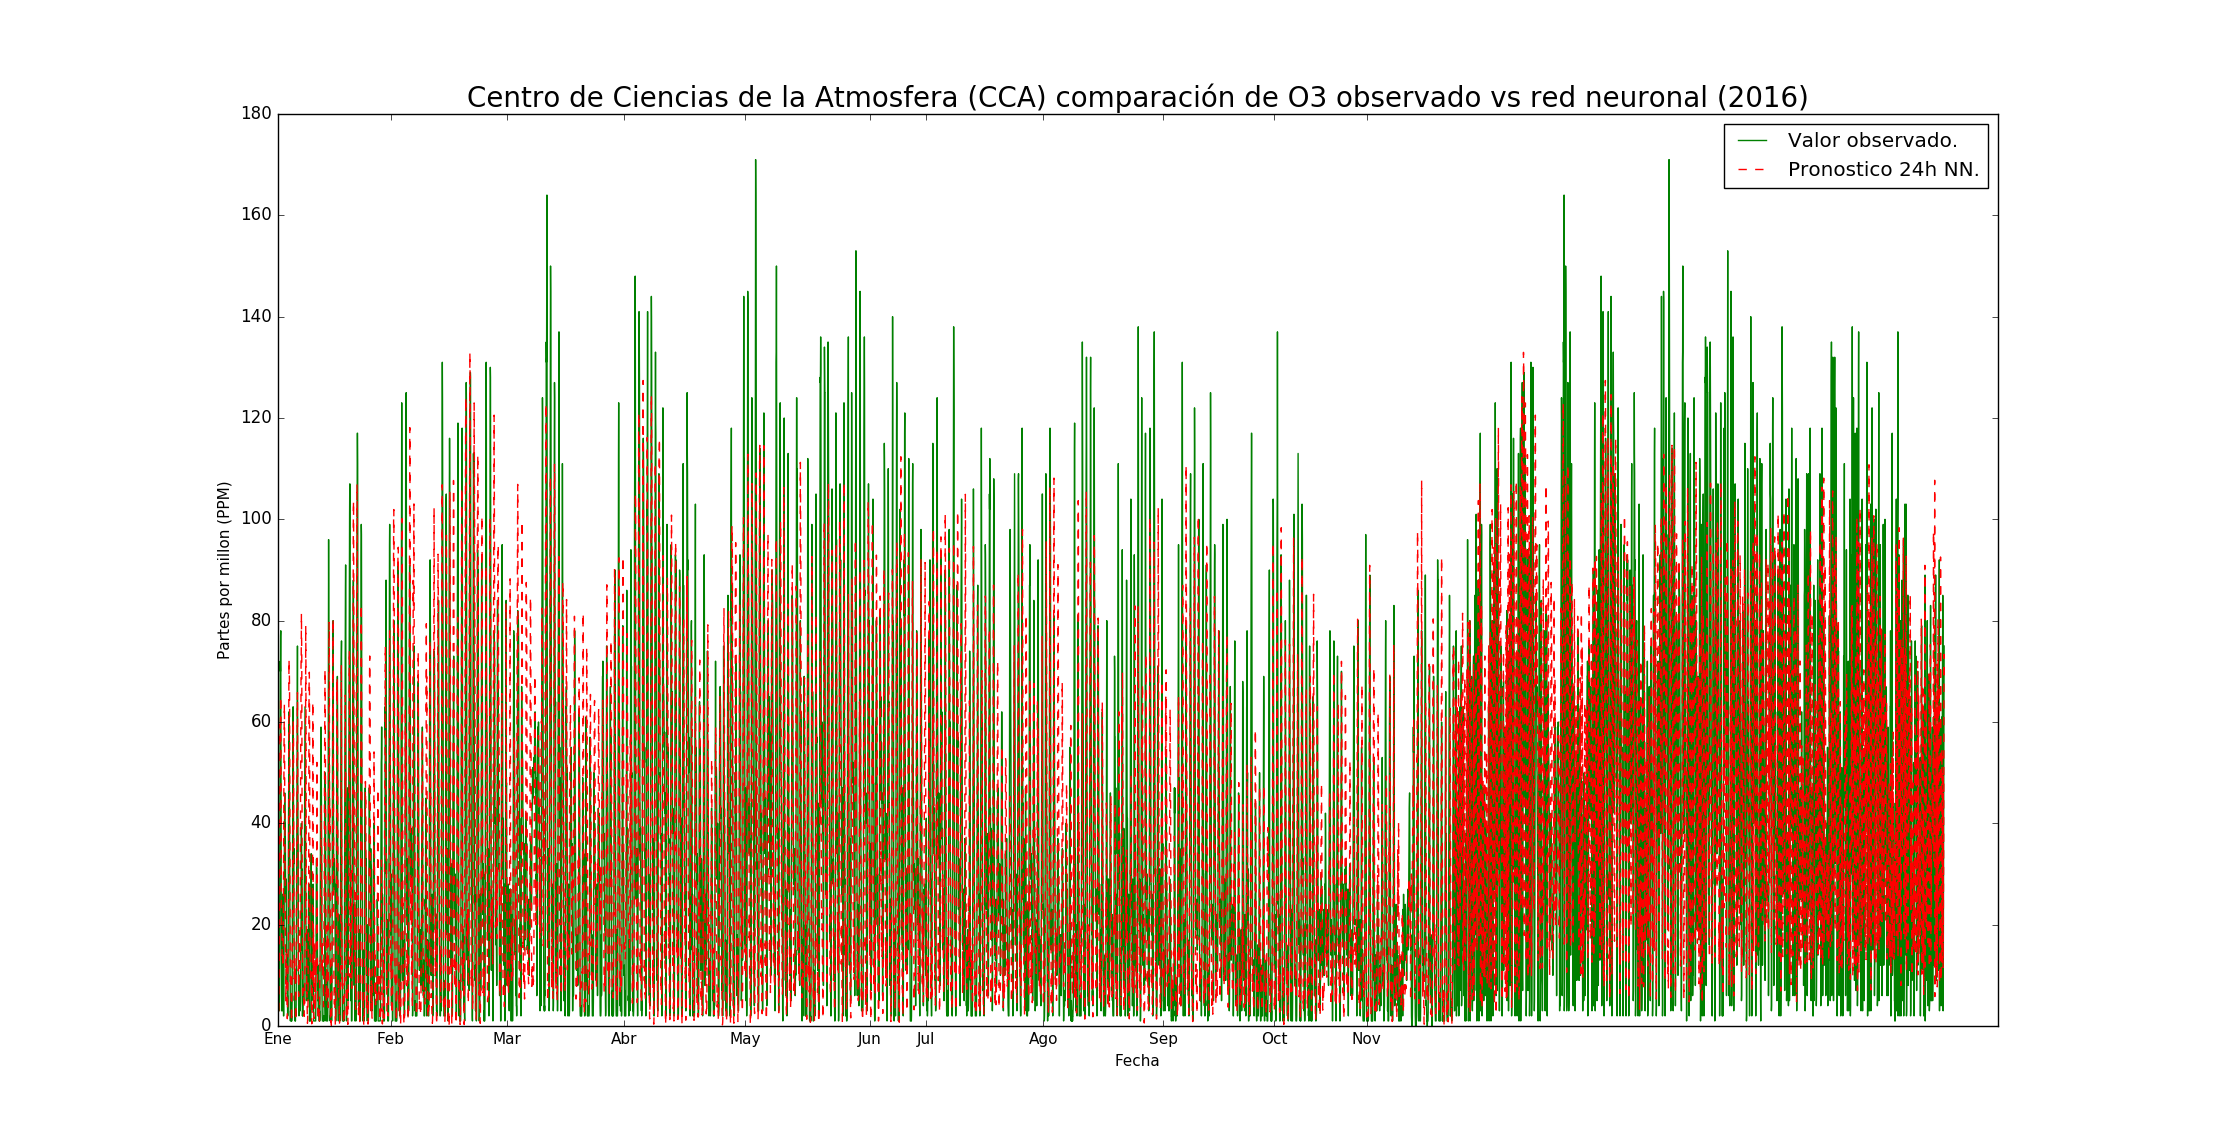 Centro de Ciencias de la Atmosfera (CCA) comparación de O3 observado vs red neuronal (2016)
180
160
140
120
100
80
60
40
20
0
Partes por millon (PPM)
Valor observado.
Pronostico 24h NN.
Ene Feb Mar Abr May Jun Jul Ago Sep Oct Nov
Fecha